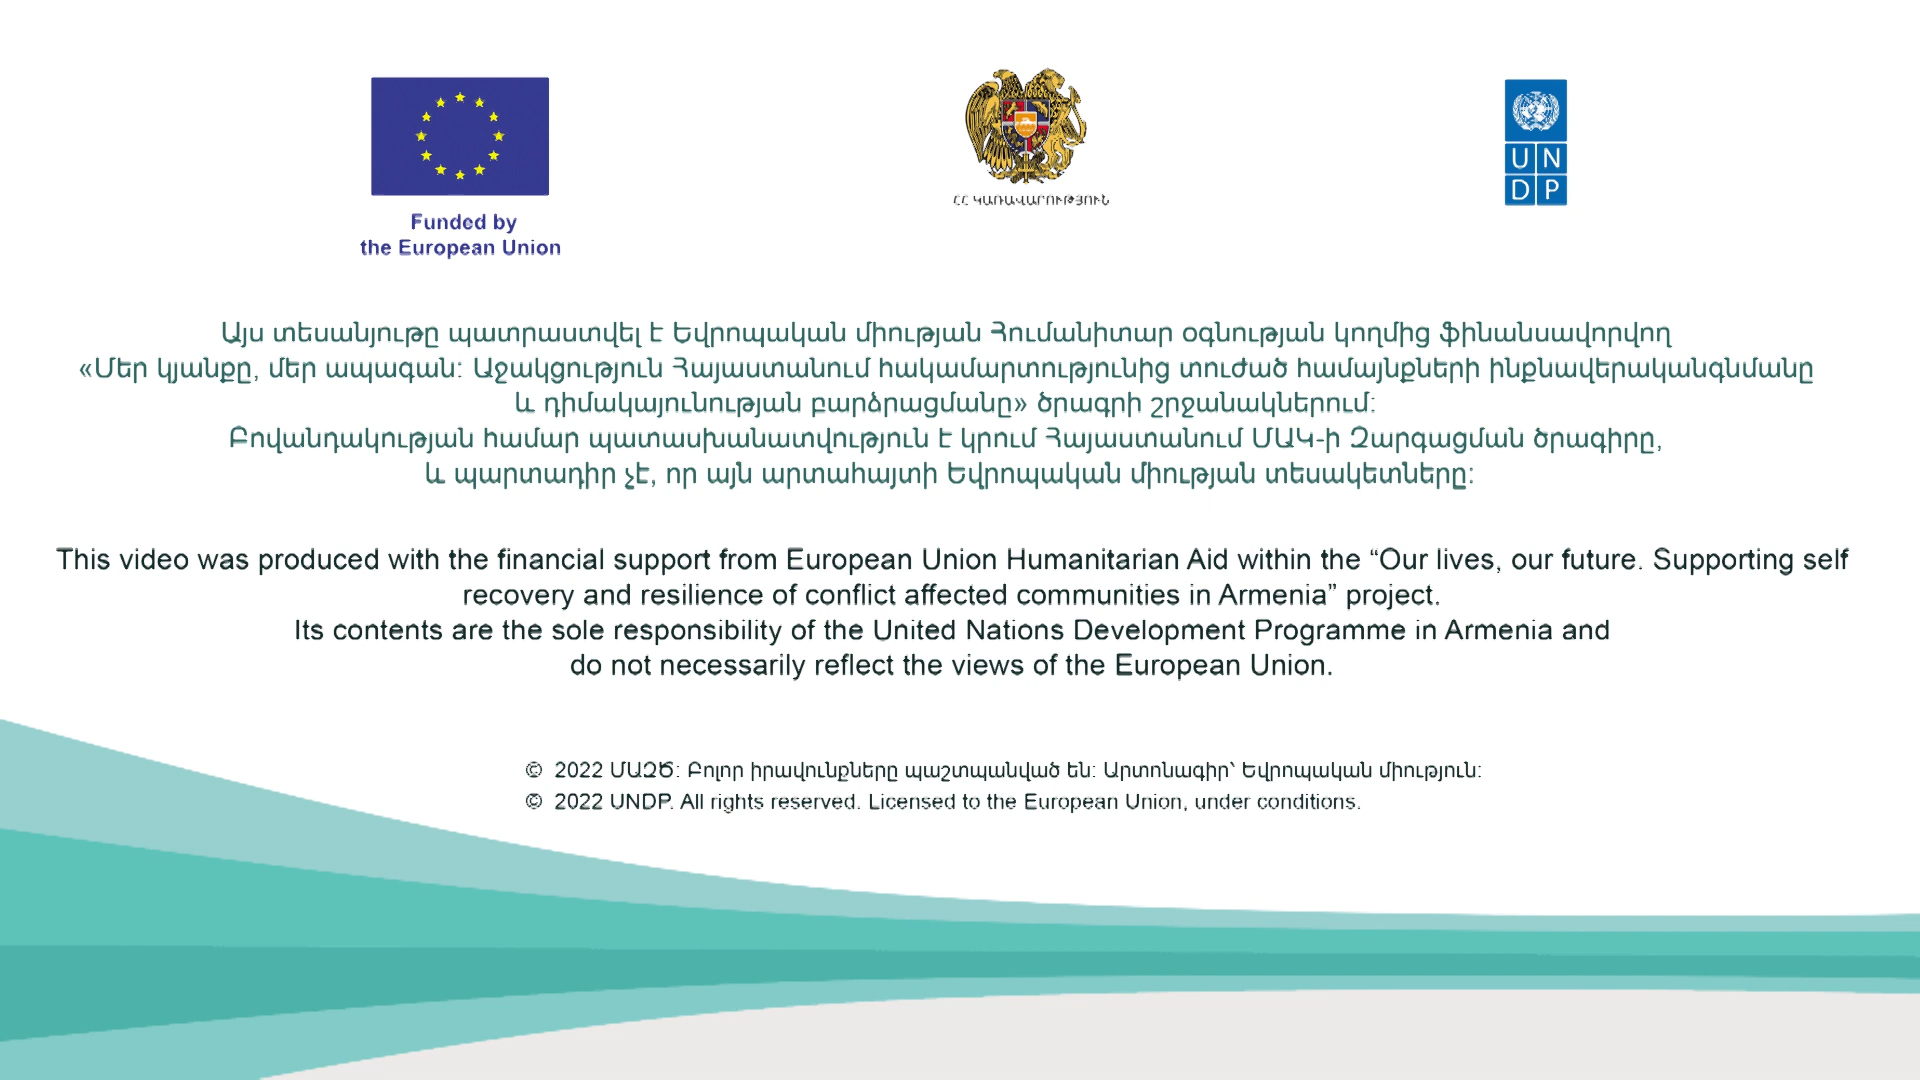 Funded by
the European Union
ՀՀ ԿԱՌԱՎԱՐՈՒԹՅՈՒՆ
U N
D P
Այս տեսանյութը պատրաստվել է Եվրոպական միության Հումանիտար օգնության կողմից ֆինանսավորվող
«Մեր կյանքը, մեր ապագան: Աջակցություն Հայաստանում հակամարտությունից տուժած համայնքների ինքնավերականգնմանը
և դիմակայունության բարձրացմանը» ծրագրի շրջանակներում:
Բովանդակության համար պատասխանատվություն է կրում Հայաստանում ՄԱԿ-ի Զարգացման ծրագիրը,
և պարտադիր չէ, որ այն արտահայտի Եվրոպական միության տեսակետները:
This video was produced with the financial support from European Union Humanitarian Aid within the “Our lives, our future. Supporting self
recovery and resilience of conflict affected communities in Armenia” project.
Its contents are the sole responsibility of the United Nations Development Programme in Armenia and
do not necessarily reflect the views of the European Union.
© 2022 ՄԱԶԾ: Բոլոր իրավունքները պաշտպանված են: Արտոնագիր՝ Եվրոպական միություն:
© 2022 UNDP. All rights reserved. Licensed to the European Union, under conditions.